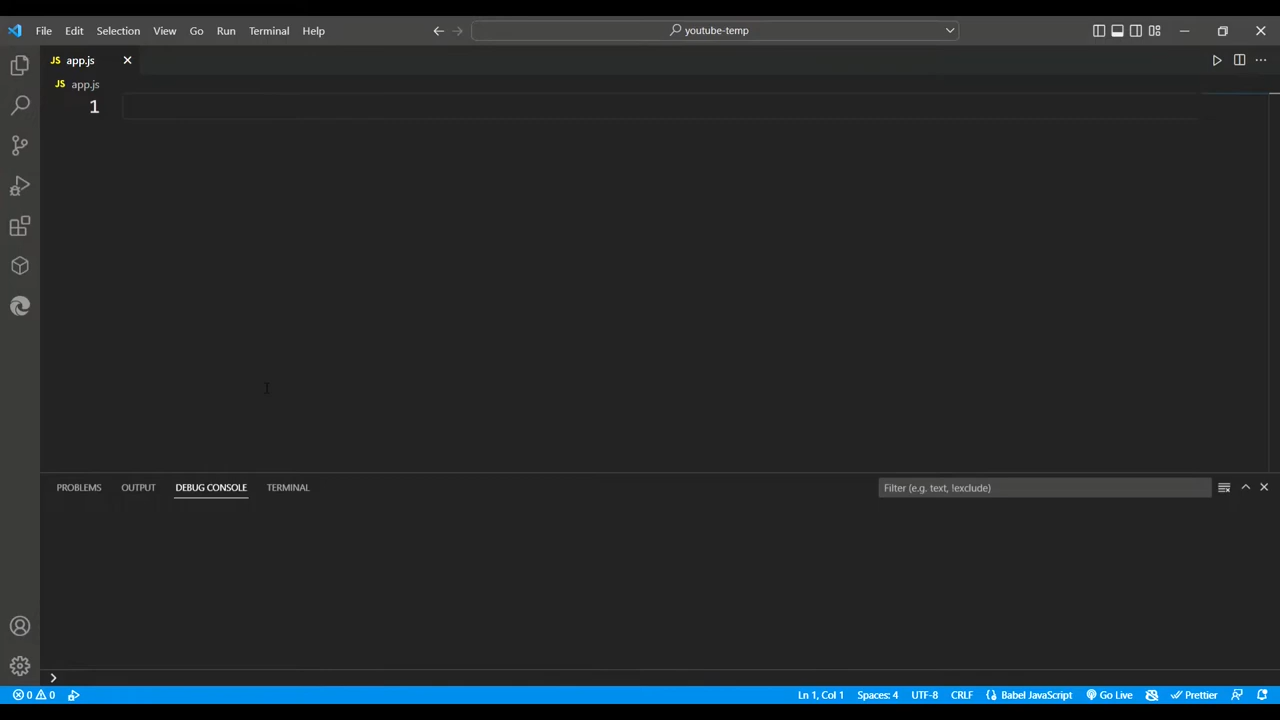 File Edit Selection View Go Run Terminal Help youtube-temp
JS app.js
JS app.js
1
PROBLEMS OUTPUT DEBUG CONSOLE TERMINAL Filter (e.g. text, !exclude)
0 0 Ln 1, Col 1 Spaces: 4 UTF-8 CRLF Babel JavaScript Go Live Prettier